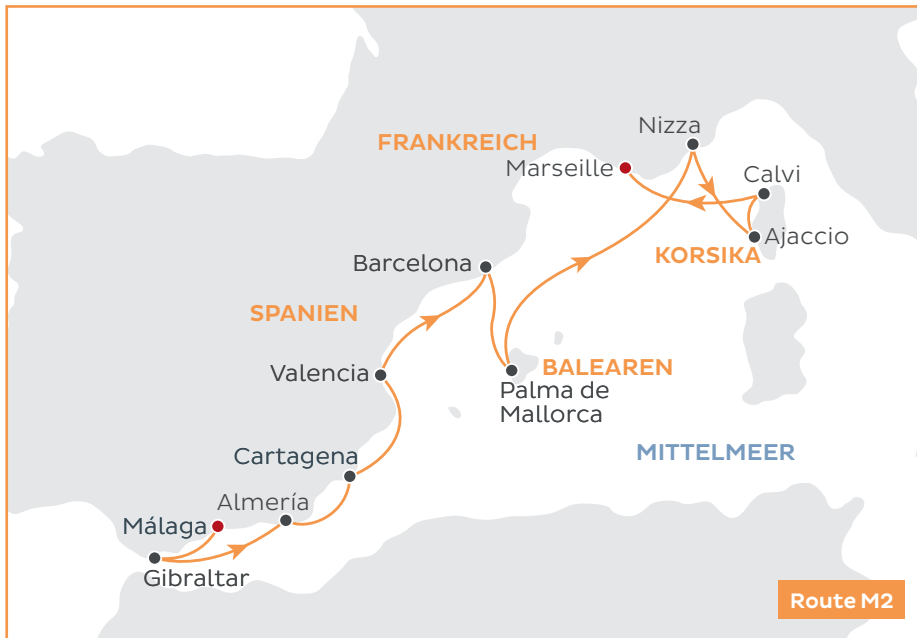 Nizza
FRANKREICH
Marseille
Calvi
Ajaccio
KORSIKA
Barcelona
SPANIEN
Valencia
BALEAREN
Palma de
Mallorca
MITTELMEER
Cartagena
Almería
Málaga
Gibraltar
Route M2